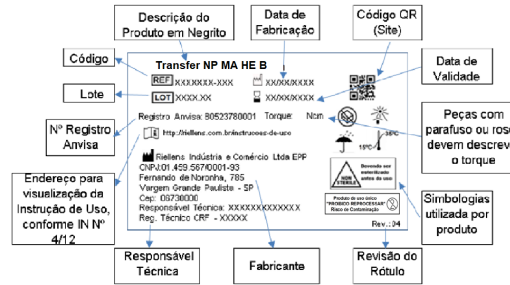 Descrição do
Produto em Negrito
Data de
Fabricação
Código QR
(Site)
Código
Lote
Nº Registro
Anvisa
Endereço para
visualização da
Instrução de Uso,
conforme IN Nº
4/12
Transfer NP MA HE B
REF XXXXXXX-XXX
XX/XX/XXXX
LOT XXXX.XX
XX/XX/XXXX
Registro Anvisa: 80523780001 Torque: Ncm
http://riellens.com.br/instrucoes-de-uso
15ºC
35ºC
Riellens Indústria e Comércio Ltda EPP
CNPJ:01.459.567/0001-93
Fernando de Noronha, 785
Vargem Grande Paulista - SP
Cep: 06730000
Responsável Técnica: XXXXXXXXXXXXX
Reg. Técnico CRF - XXXXX
NON
STERILE
Devendo ser
esterilizado
antes do uso
Produto de uso único
"PROIBIDO REPROCESSAR"
Risco de Contaminação
Rev.:04
Data de
Validade
Peças com
parafuso ou
devem
o torque
Simbologias
utilizada por
produto
Responsável
Técnica
Fabricante
Revisão do
Rótulo